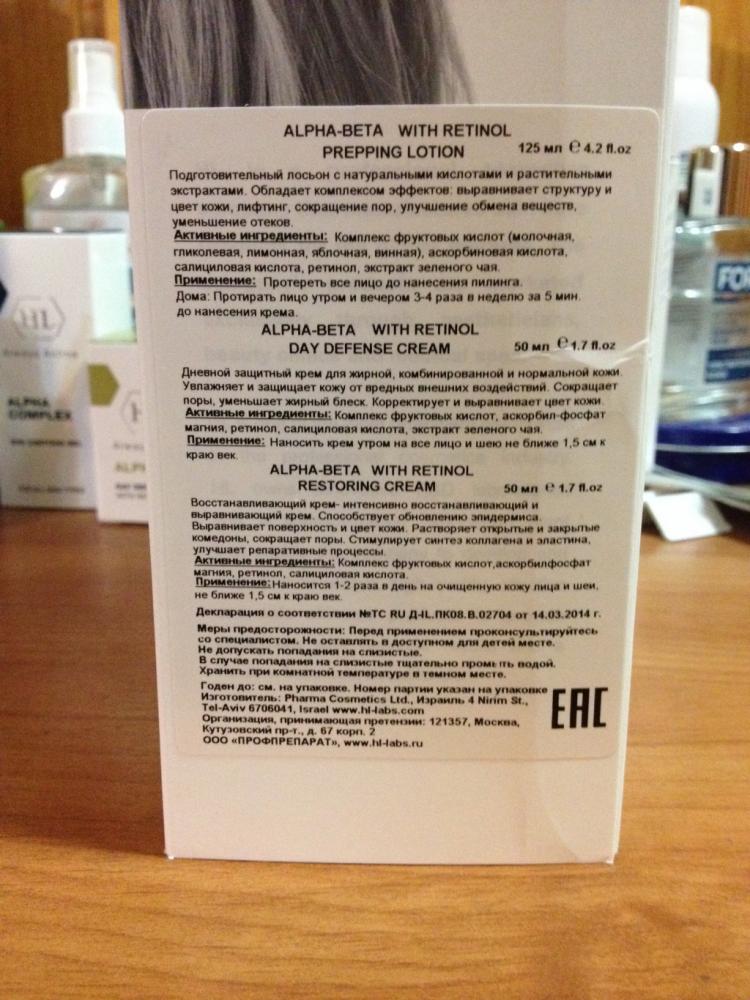 ALPHA-BETA WITH RETINOL
PREPPING LOTION 125 мл ℮ 4.2 fl.oz
Подготовительный лосьон с натуральными кислотами и растительными
экстрактами. Обладает комплексом эффектов: выравнивает структуру и
цвет кожи, лифтинг, сокращение пор, улучшение обмена веществ,
уменьшение отеков.
Активные ингредиенты: Комплекс фруктовых кислот (молочная,
гликолевая, лимонная, яблочная, винная), аскорбиновая кислота,
салициловая кислота, ретинол, экстракт зеленого чая.
Применение: Протереть все лицо до нанесения пилинга.
Дома: Протирать лицо утром и вечером 3-4 раза в неделю за 5 мин.
до нанесения крема.
ALPHA-BETA WITH RETINOL
DAY DEFENSE CREAM 50 мл ℮ 1.7 fl.oz
Дневной защитный крем для жирной, комбинированной и нормальной кожи.
Увлажняет и защищает кожу от вредных внешних воздействий. Сокращает
поры, уменьшает жирный блеск. Корректирует и выравнивает цвет кожи.
Активные ингредиенты: Комплекс фруктовых кислот, аскорбил-фосфат
магния, ретинол, салициловая кислота, экстракт зеленого чая.
Применение: Наносить крем утром на все лицо и шею не ближе 1,5 см к
краю век.
ALPHA-BETA WITH RETINOL
RESTORING CREAM 50 мл ℮ 1.7 fl.oz
Восстанавливающий крем- интенсивно восстанавливающий и
выравнивающий крем. Способствует обновлению эпидермиса.
Выравнивает поверхность и цвет кожи. Растворяет открытые и закрытые
комедоны, сокращает поры. Стимулирует синтез коллагена и эластина,
улучшает репаративные процессы.
Активные ингредиенты: Комплекс фруктовых кислот,аскорбилфосфат
магния, ретинол, салициловая кислота.
Применение: Наносится 1-2 раза в день на очищенную кожу лица и шеи,
не ближе 1,5 см к краю век.
Декларация о соответствии №ТС RU Д-IL.ПК08.В.02704 от 14.03.2014 г.
Меры предосторожности: Перед применением проконсультируйтесь
со специалистом. Не оставлять в доступном для детей месте.
Не допускать попадания на слизистые.
В случае попадания на слизистые тщательно промыть водой.
Хранить при комнатной температуре в темном месте.
Годен до: см. на упаковке. Номер партии указан на упаковке
Изготовитель: Pharma Cosmetics Ltd., Израиль 4 Nirim St.,
Tel-Aviv 6706041, Israel www.hl-labs.com
Организация, принимающая претензии: 121357, Москва,
Кутузовский пр-т., д. 67 корп. 2
ООО «ПРОФПРЕПАРАТ», www.hl-labs.ru
EAC
HL
ALPHA
COMPLEX
FO